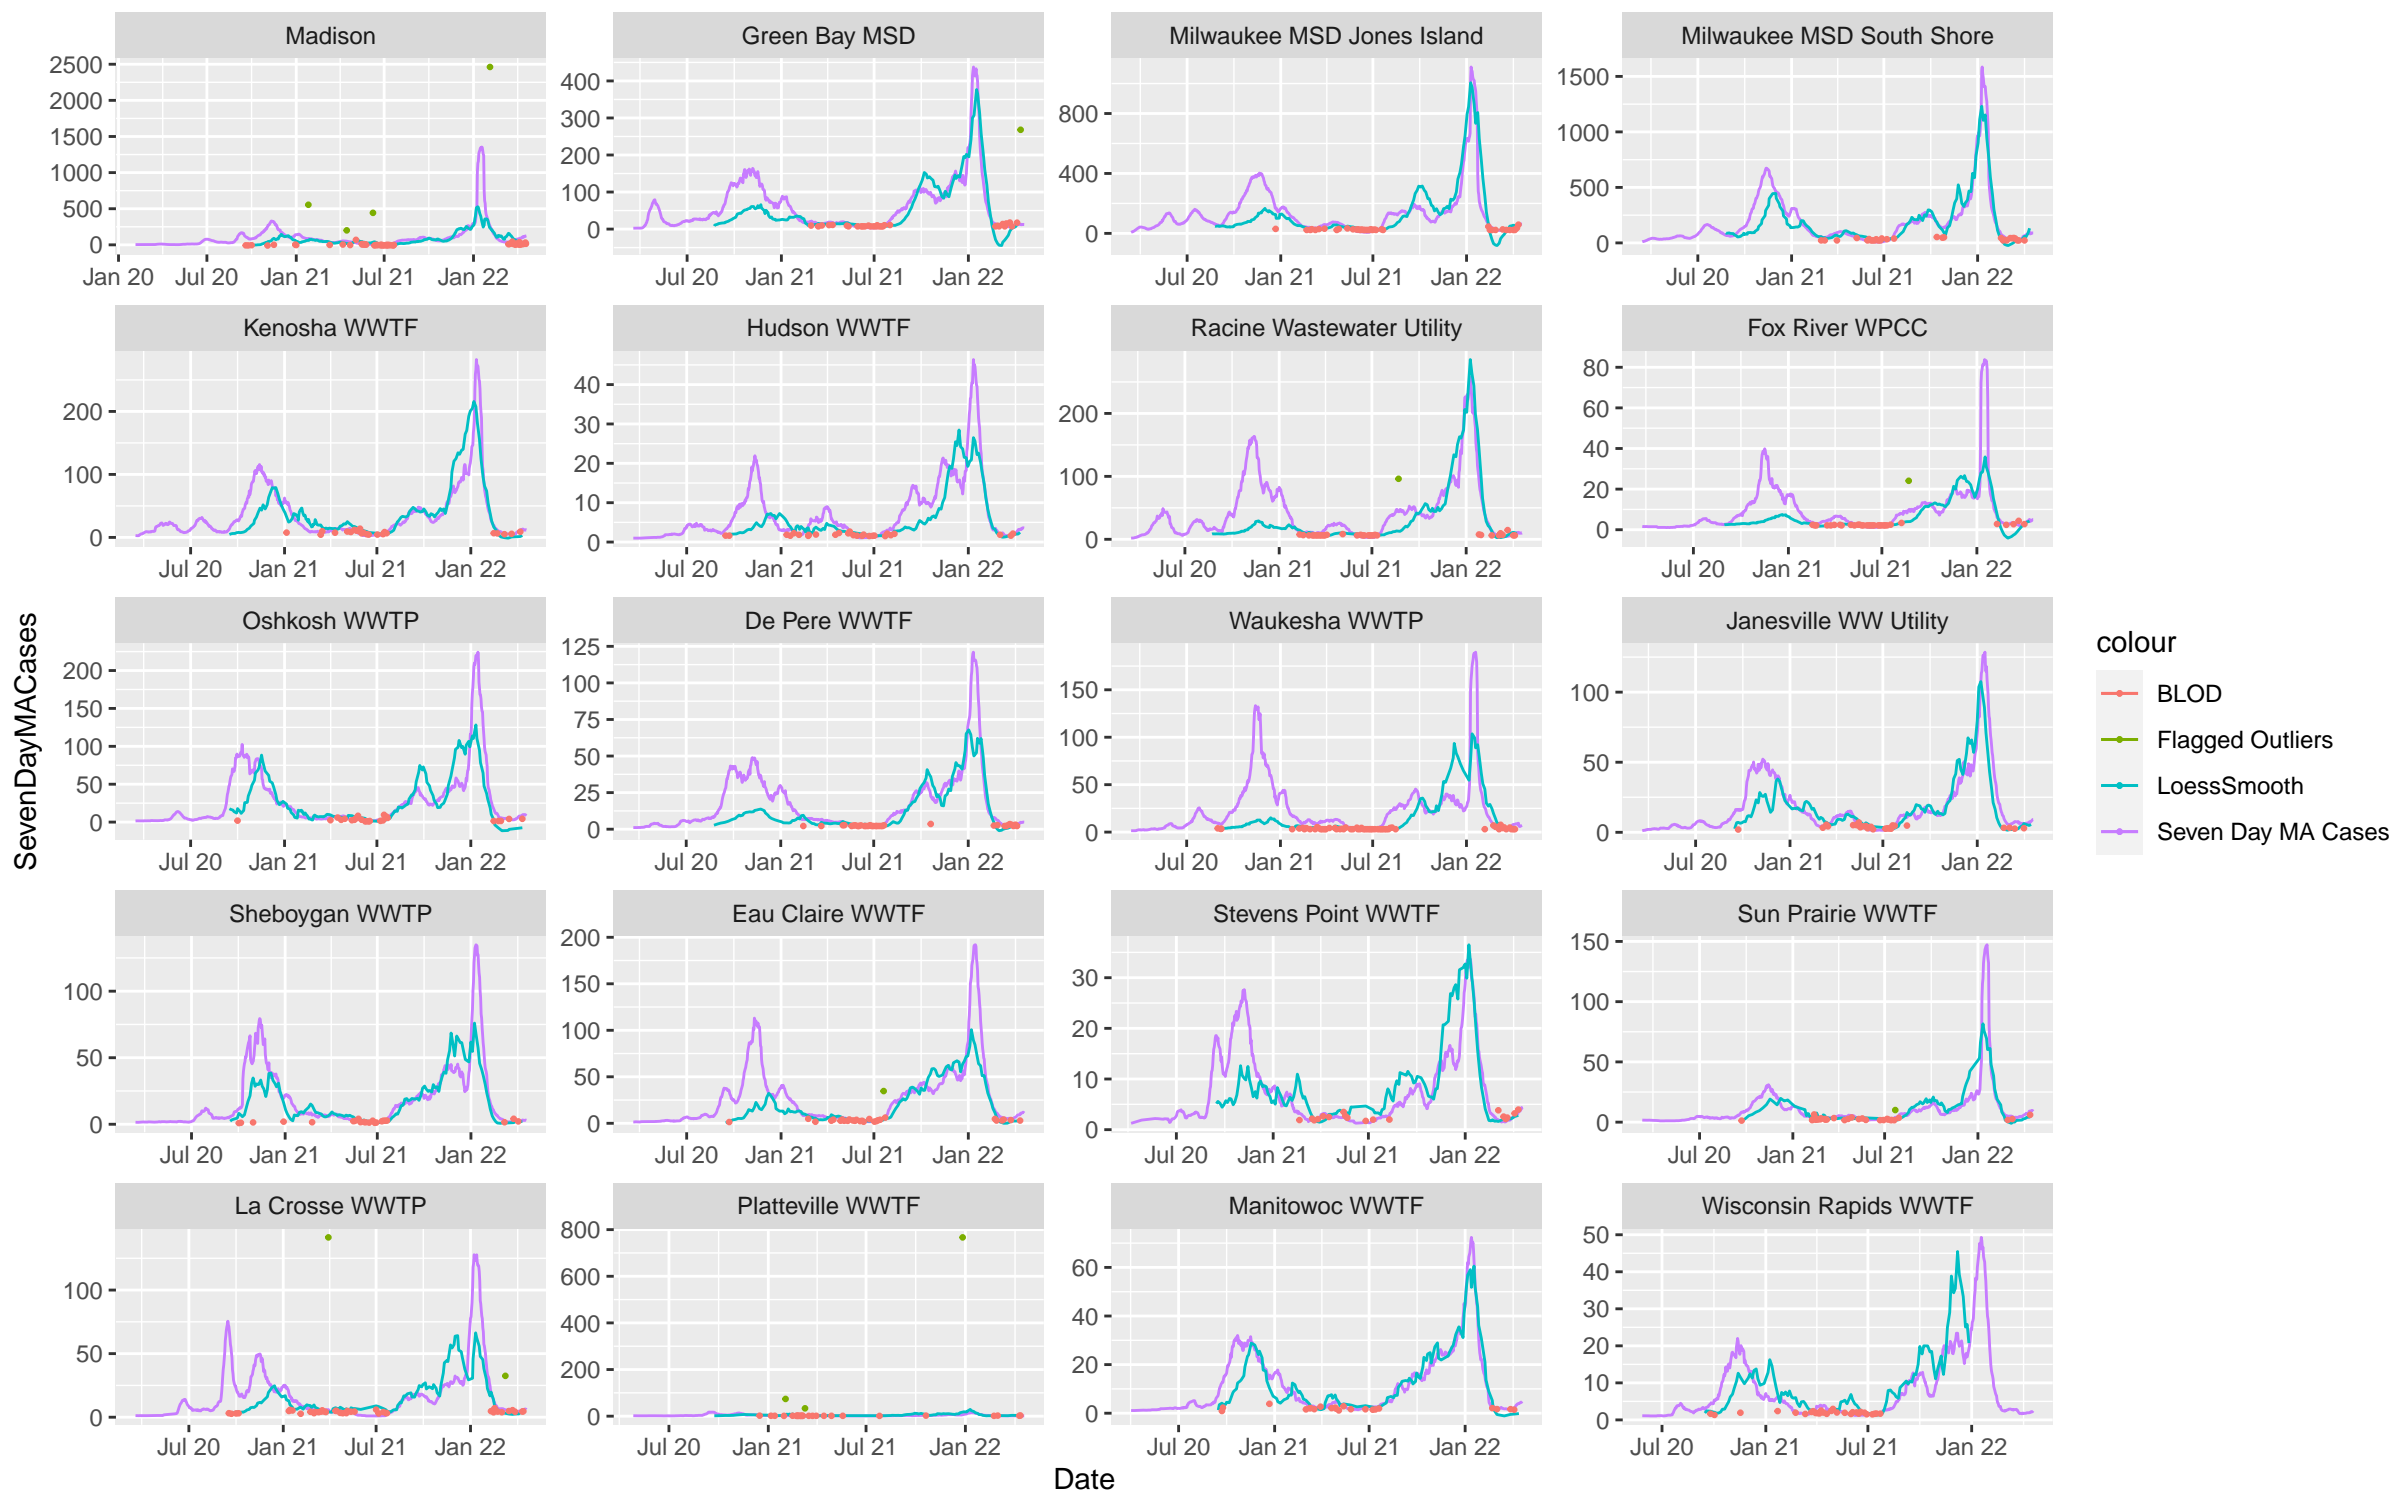 Madison
Green Bay MSD
Milwaukee MSD Jones Island
Milwaukee MSD South Shore
2500
2000
1500
1000
500
0
Jan 20 Jul 20 Jan 21 Jul 21 Jan 22
400
300
200
100
0
Jul 20 Jan 21 Jul 21 Jan 22
800
400
0
Jul 20 Jan 21 Jul 21 Jan 22
1500
1000
500
0
Jul 20 Jan 21 Jul 21 Jan 22
Kenosha WWTF
Hudson WWTF
Racine Wastewater Utility
Fox River WPCC
200
100
0
Jul 20 Jan 21 Jul 21 Jan 22
40
30
20
10
0
Jul 20 Jan 21 Jul 21 Jan 22
200
100
0
Jul 20 Jan 21 Jul 21 Jan 22
80
60
40
20
0
Jul 20 Jan 21 Jul 21 Jan 22
Oshkosh WWTP
De Pere WWTF
Waukesha WWTP
Janesville WW Utility
200
150
100
50
0
Jul 20 Jan 21 Jul 21 Jan 22
125
100
75
50
25
0
Jul 20 Jan 21 Jul 21 Jan 22
150
100
50
0
Jul 20 Jan 21 Jul 21 Jan 22
100
50
0
Jul 20 Jan 21 Jul 21 Jan 22
Sheboygan WWTP
Eau Claire WWTF
Stevens Point WWTF
Sun Prairie WWTF
100
50
0
Jul 20 Jan 21 Jul 21 Jan 22
200
150
100
50
0
Jul 20 Jan 21 Jul 21 Jan 22
30
20
10
0
Jul 20 Jan 21 Jul 21 Jan 22
150
100
50
0
Jul 20 Jan 21 Jul 21 Jan 22
La Crosse WWTP
Platteville WWTF
Manitowoc WWTF
Wisconsin Rapids WWTF
100
50
0
Jul 20 Jan 21 Jul 21 Jan 22
800
600
400
200
0
Jul 20 Jan 21 Jul 21 Jan 22
60
40
20
0
Jul 20 Jan 21 Jul 21 Jan 22
50
40
30
20
10
0
Jul 20 Jan 21 Jul 21 Jan 22
SevenDayMACases
Date
colour
BLOD
Flagged Outliers
LoessSmooth
Seven Day MA Cases